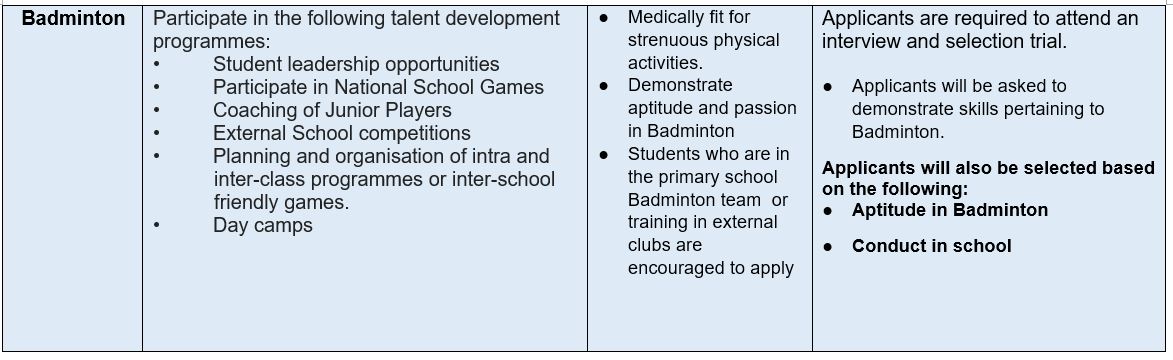 Badminton
Participate in the following talent development
programmes:
• Student leadership opportunities
• Participate in National School Games
• Coaching of Junior Players
• External School competitions
• Planning and organisation of intra and
inter-class programmes or inter-school
friendly games.
• Day camps
● Medically fit for
strenuous physical
activities.
● Demonstrate
aptitude and passion
in Badminton
● Students who are in
the primary school
Badminton team or
training in external
clubs are
encouraged to apply
Applicants are required to attend an
interview and selection trial.
● Applicants will be asked to
demonstrate skills pertaining to
Badminton.
Applicants will also be selected based
on the following:
● Aptitude in Badminton
● Conduct in school